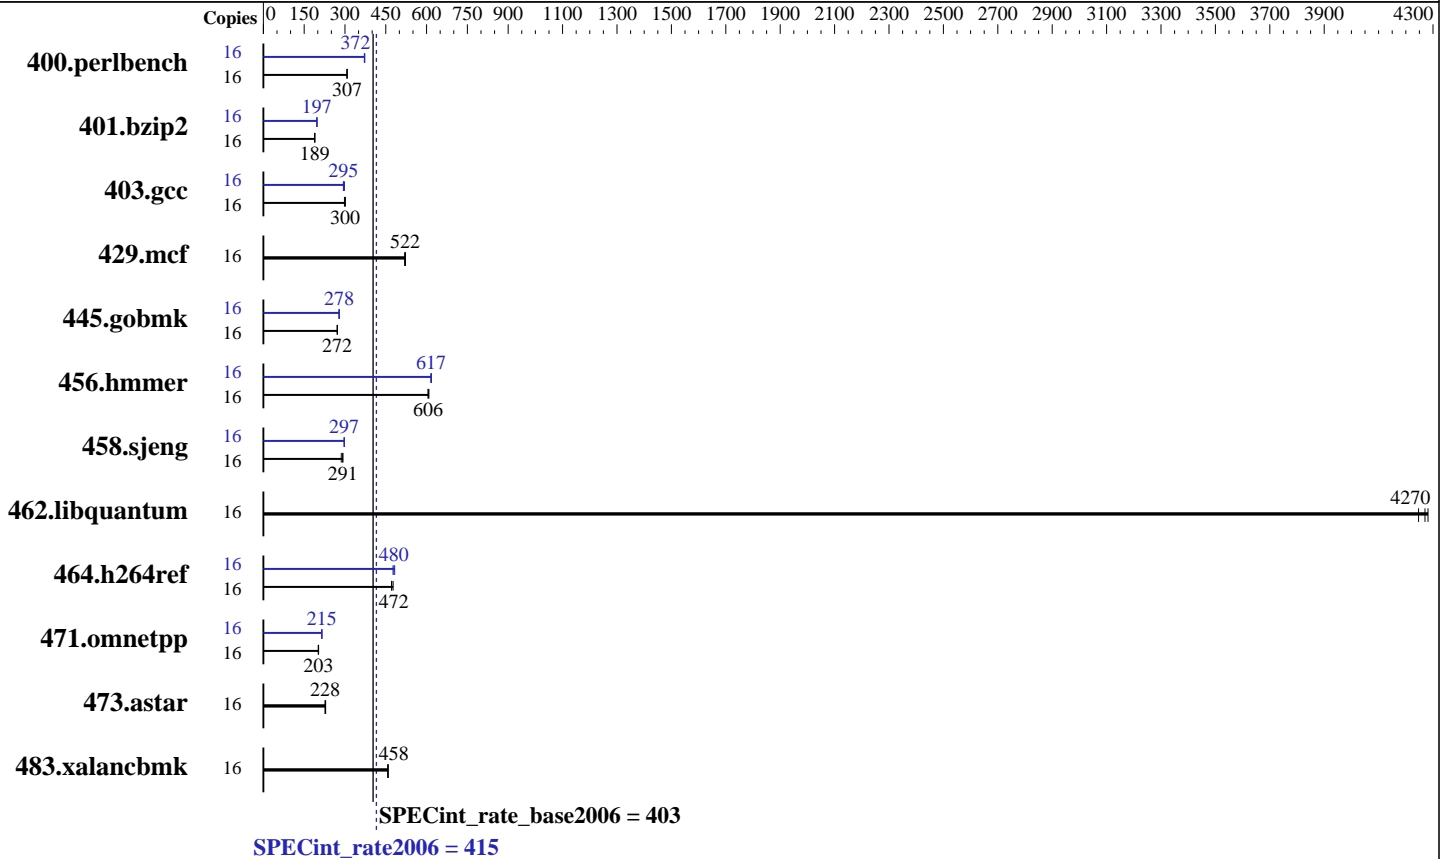 Copies 0 150 300 450 600 750 900 1100 1300 1500 1700 1900 2100 2300 2500 2700 2900 3100 3300 3500 3700 3900 4300
400.perlbench 16 372
16 307
401.bzip2 16 197
16 189
403.gcc 16 295
16 300
429.mcf 16 522
445.gobmk 16 278
16 272
456.hmmer 16 617
16 606
458.sjeng 16 297
16 291
462.libquantum 16 4270
464.h264ref 16 480
16 472
471.omnetpp 16 215
16 203
473.astar 16 228
483.xalancbmk 16 458
SPECint_rate_base2006 = 403
SPECint_rate2006 = 415